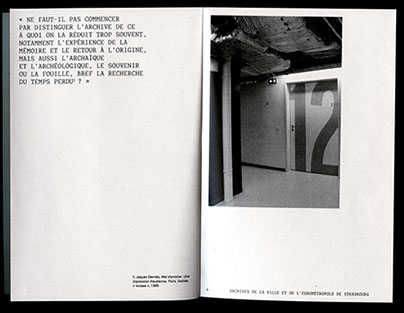 « NE FAUT-IL PAS COMMENCER
PAR DISTINGUER L'ARCHIVE DE CE
À QUOI ON LA RÉDUIT TROP SOUVENT,
NOTAMMENT L'EXPÉRIENCE DE LA
MÉMOIRE ET LE RETOUR À L'ORIGINE,
MAIS AUSSI L'ARCHAÏQUE
ET L'ARCHÉOLOGIQUE, LE SOUVENIR
OU LA FOUILLE, BREF LA RECHERCHE
DU TEMPS PERDU¹ ? »
1. Jaques Derrida, Mal d'archive : Une
impression freudienne, Paris, Galilée,
1995
12
ARCHIVES DE LA VILLE ET DE L'EUROMÉTROPOLE DE STRASBOURG